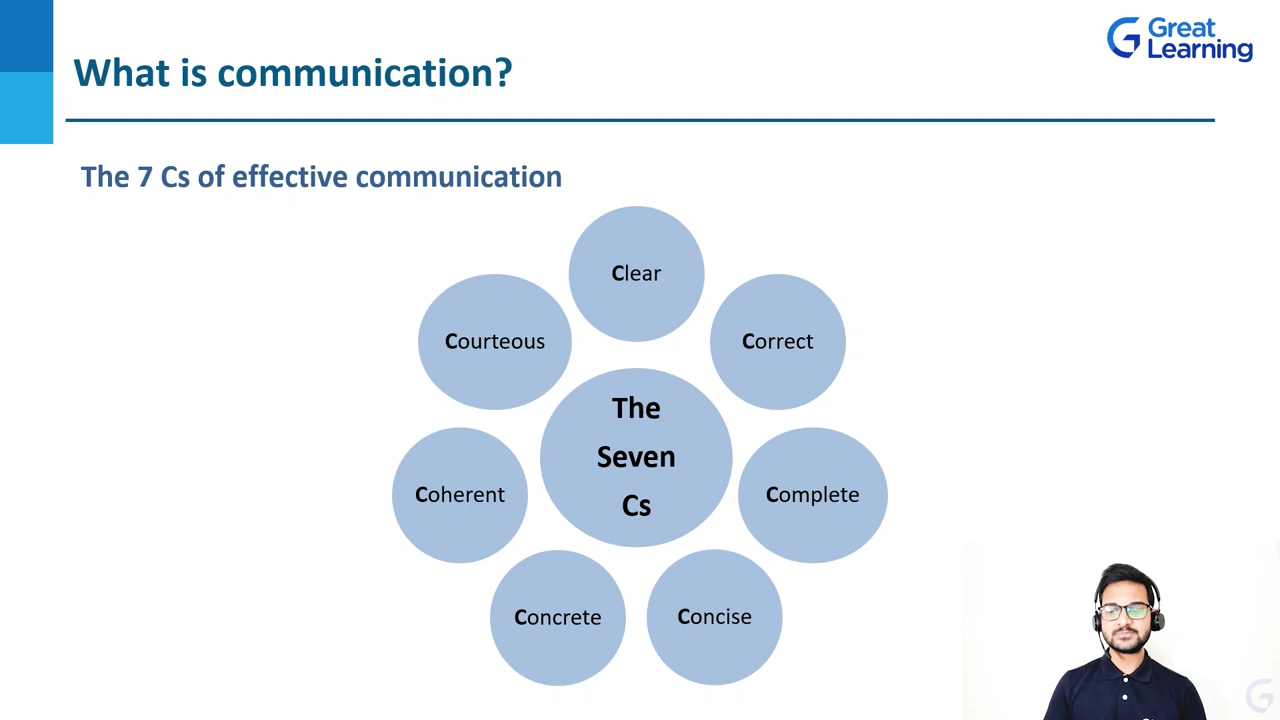 Great
Learning
What is communication?
The 7 Cs of effective communication
Clear
Courteous
Correct
The
Seven
Cs
Coherent
Complete
Concrete
Concise